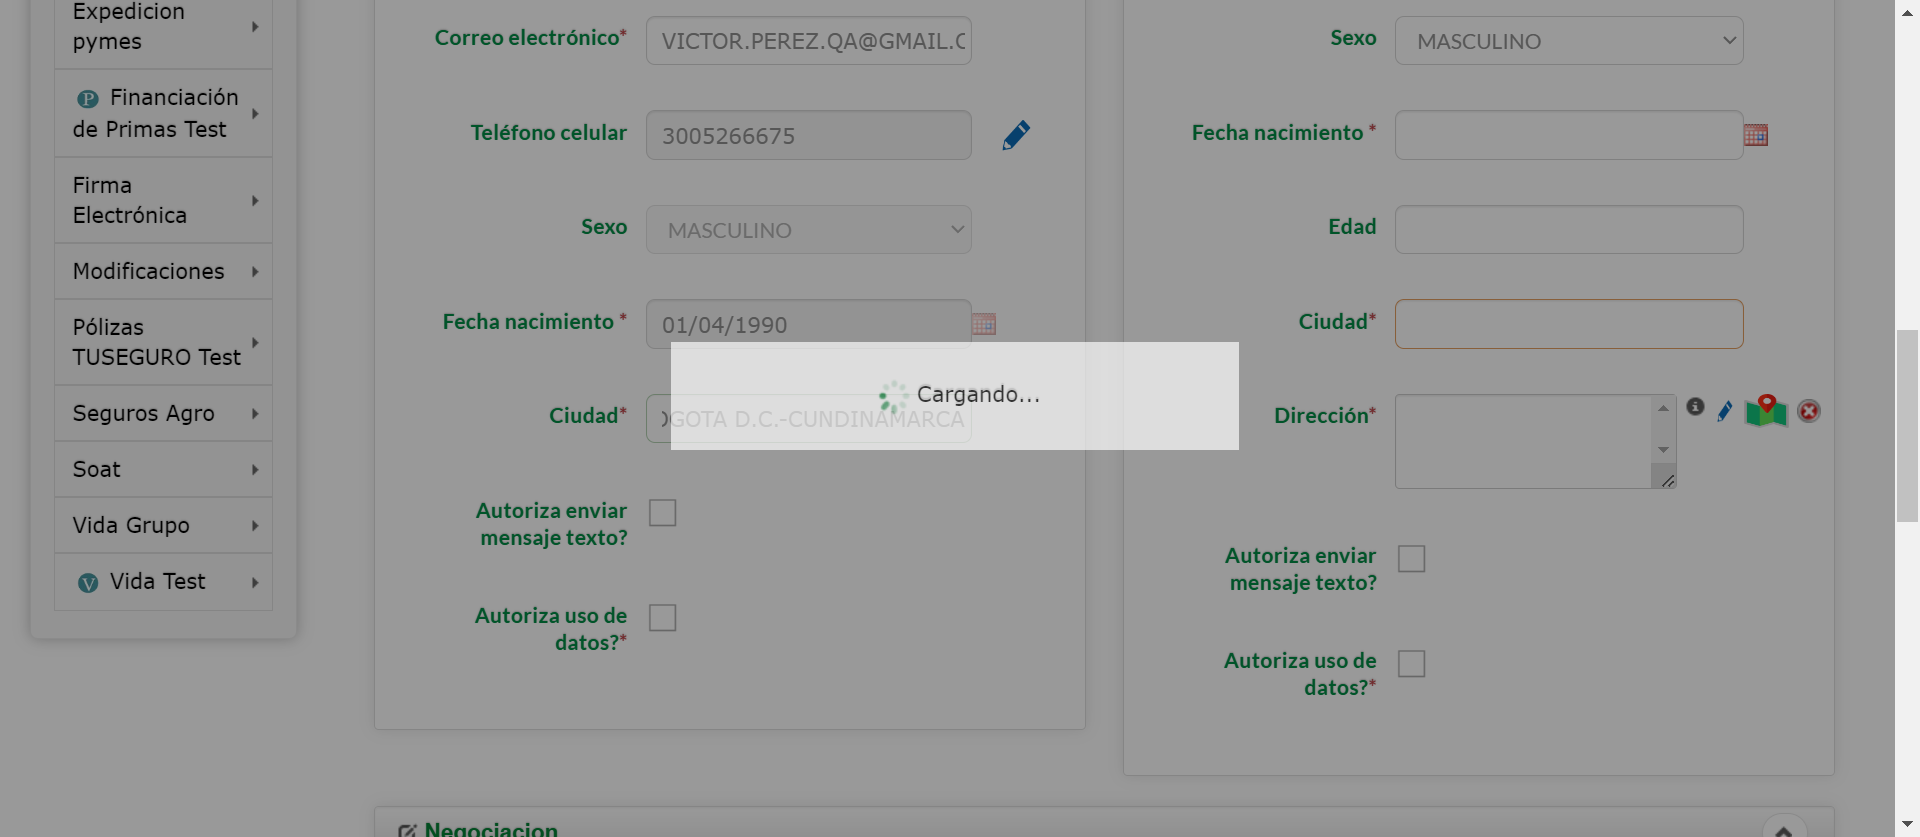 Expedicion
pymes
Financiación
de Primas Test
Firma
Electrónica
Modificaciones
Pólizas
TUSEGURO Test
Seguros Agro
Soat
Vida Grupo
Vida Test
Correo electrónico*
VICTOR.PEREZ.QA@GMAIL.C
Teléfono celular
3005266675
Sexo
MASCULINO
Fecha nacimiento *
01/04/1990
Ciudad*
OGOTA D.C.-CUNDINAMARCA
Autoriza enviar
mensaje texto?
Autoriza uso de
datos?*
Cargando...
Sexo
MASCULINO
Fecha nacimiento *
Edad
Ciudad*
Dirección*
Autoriza enviar
mensaje texto?
Autoriza uso de
datos?*
Negociacion